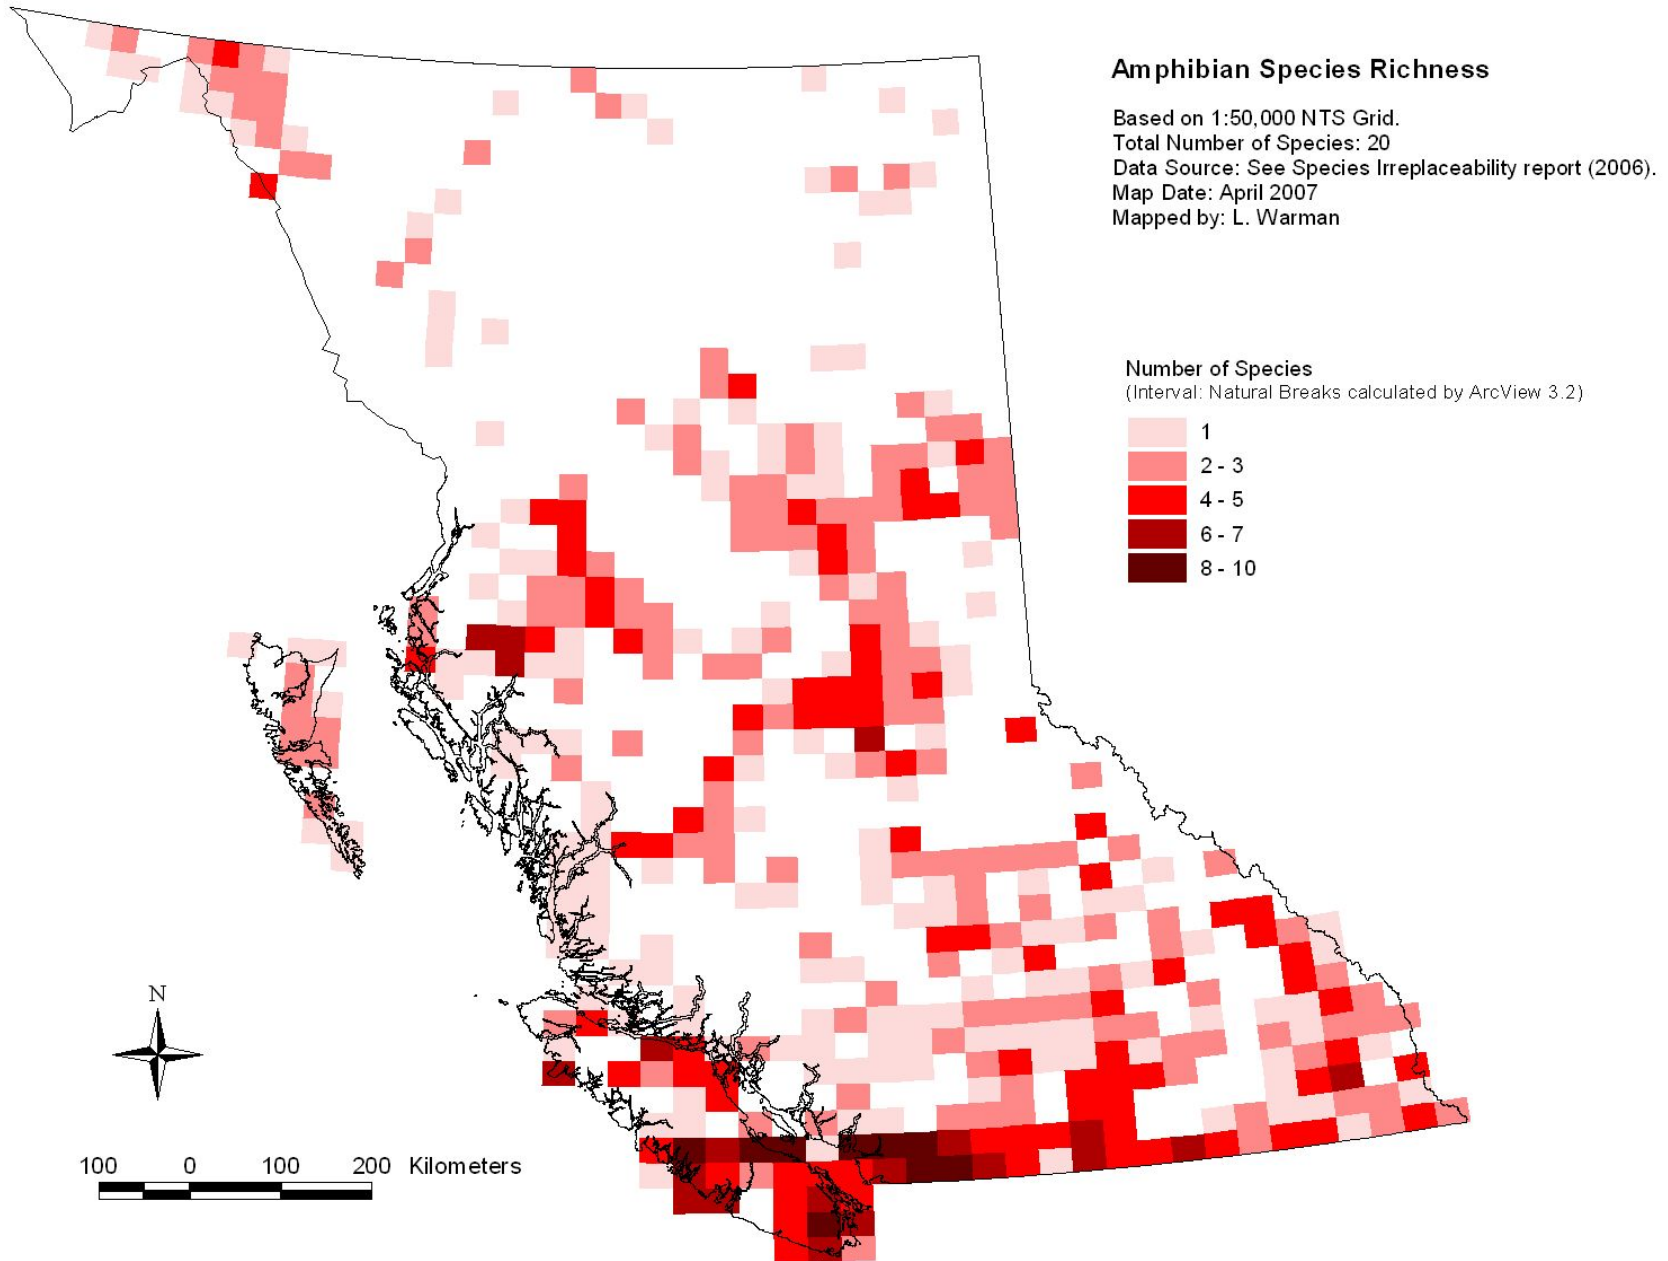 Amphibian Species Richness
Based on 1:50,000 NTS Grid.
Total Number of Species: 20
Data Source: See Species Irreplaceability report (2006).
Map Date: April 2007
Mapped by: L. Warman
Number of Species
(Interval: Natural Breaks calculated by ArcView 3.2)
1
2 - 3
4 - 5
6 - 7
8 - 10
N
100 0 100 200 Kilometers